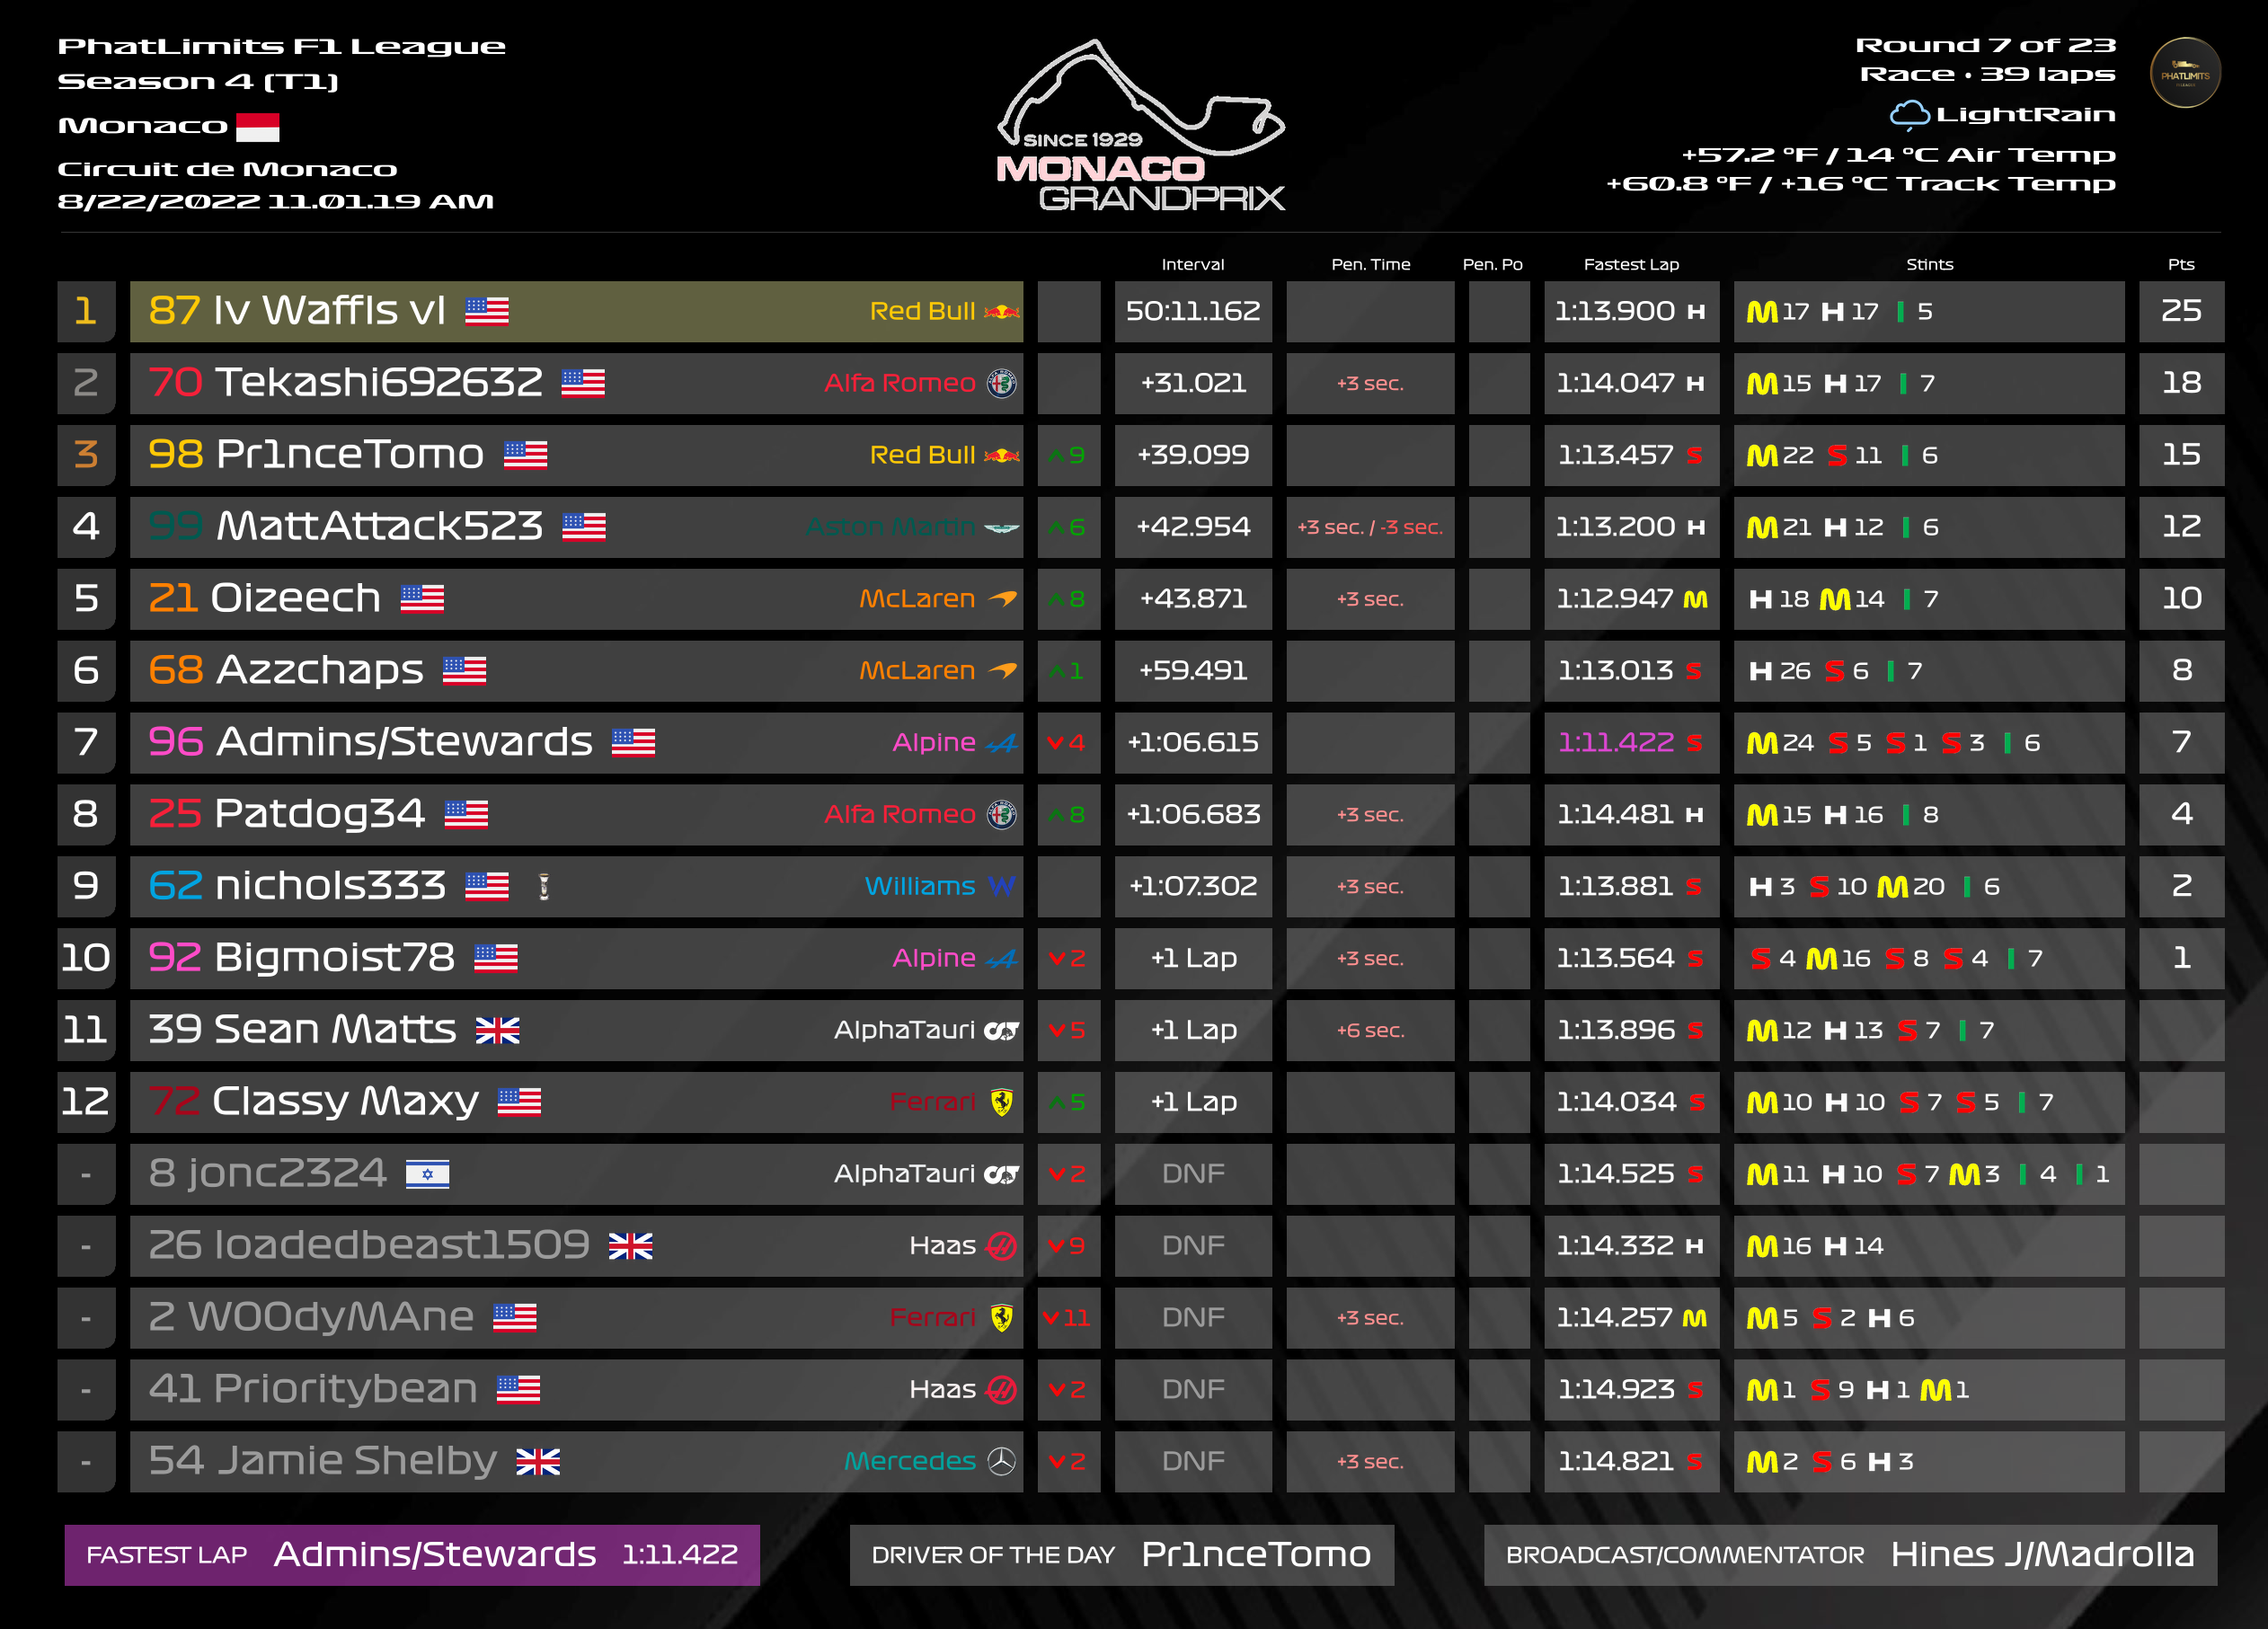 PhatLimits F1 League
Season 4 (T1)
Monaco
Circuit de Monaco
8/22/2022 11.01.19 AM
SINCE 1929
MONACO
GRANDPRIX
Round 7 of 23
Race • 39 laps
LightRain
+57.2 °F / 14 °C Air Temp
+60.8 °F / +16 °C Track Temp
PHATLIMITS
Interval Pen. Time Pen. Po Fastest Lap Stints Pts
1 87 lv Waffls vl Red Bull 50:11.162 1:13.900 H M 17 H 17 I 5 25
2 70 Tekashi692632 Alfa Romeo +31.021 +3 sec. 1:14.047 H M 15 H 17 I 7 18
3 98 Pr1nceTomo Red Bull 9 +39.099 1:13.457 S M 22 S 11 I 6 15
4 99 MattAttack523 Aston Martin 6 +42.954 +3 sec. / -3 sec. 1:13.200 H M 21 H 12 I 6 12
5 21 Oizeech McLaren 8 +43.871 +3 sec. 1:12.947 M H 18 M 14 I 7 10
6 68 Azzchaps McLaren 1 +59.491 1:13.013 S H 26 S 6 I 7 8
7 96 Admins/Stewards Alpine 4 +1:06.615 1:11.422 S M 24 S 5 S 1 S 3 I 6 7
8 25 Patdog34 Alfa Romeo 8 +1:06.683 +3 sec. 1:14.481 H M 15 H 16 I 8 4
9 62 nichols333 Williams W +1:07.302 +3 sec. 1:13.881 S H 3 S 10 M 20 I 6 2
10 92 Bigmoist78 Alpine 2 +1 Lap +3 sec. 1:13.564 S S 4 M 16 S 8 S 4 I 7 1
11 39 Sean Matts AlphaTauri 5 +1 Lap +6 sec. 1:13.896 S M 12 H 13 S 7 I 7
12 72 Classy Maxy Ferrari 5 +1 Lap 1:14.034 S M 10 H 10 S 7 S 5 I 7
- 8 jonc2324 AlphaTauri 2 DNF 1:14.525 S M 11 H 10 S 7 M 3 I 4 I 1
- 26 loadedbeast1509 Haas 9 DNF 1:14.332 H M 16 H 14
- 2 WOOdyMAne Ferrari 11 DNF +3 sec. 1:14.257 M M 5 S 2 H 6
- 41 Prioritybean Haas 2 DNF 1:14.923 S M 1 S 9 H 1 M 1
- 54 Jamie Shelby Mercedes 2 DNF +3 sec. 1:14.821 S M 2 S 6 H 3
FASTEST LAP Admins/Stewards 1:11.422
DRIVER OF THE DAY Pr1nceTomo
BROADCAST/COMMENTATOR Hines J/Madrolla